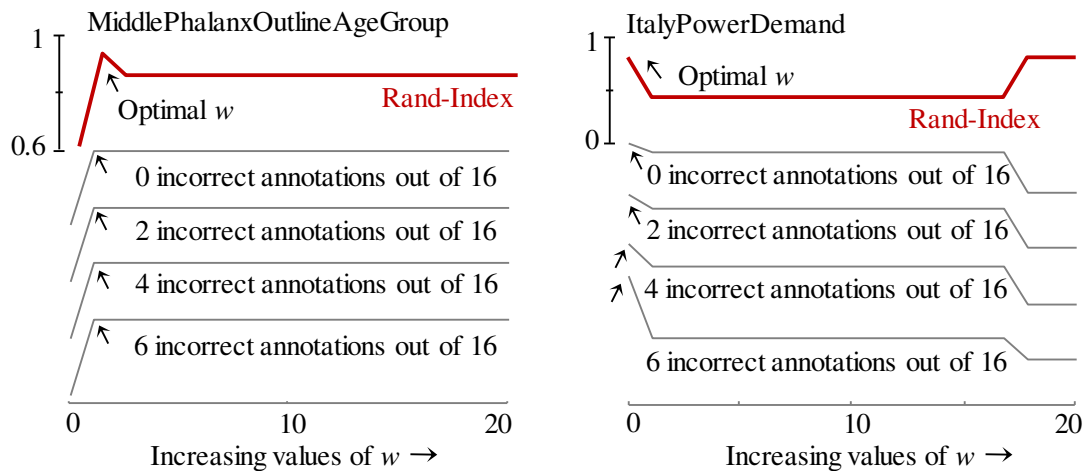 MiddlePhalanxOutlineAgeGroup
1
Optimal w
Rand-Index
0.6
0 incorrect annotations out of 16
2 incorrect annotations out of 16
4 incorrect annotations out of 16
6 incorrect annotations out of 16
0 10 20
Increasing values of w →
ItalyPowerDemand
1
Optimal w
Rand-Index
0
0 incorrect annotations out of 16
2 incorrect annotations out of 16
4 incorrect annotations out of 16
6 incorrect annotations out of 16
0 10 20
Increasing values of w →